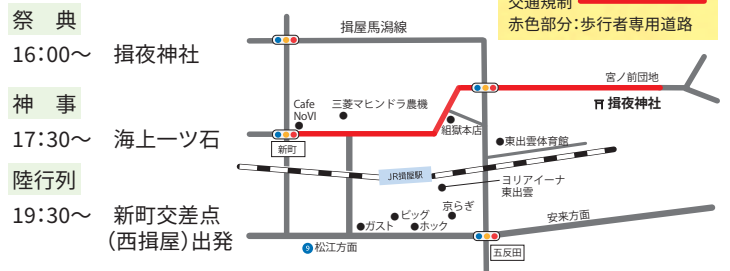 祭　典
16：00～　揖夜神社
神　事
17：30～　海上一ツ石
陸行列
19：30～　新町交差点
（西揖屋）出発
交通規制
赤色部分：歩行者専用道路
揖屋馬潟線
宮ノ前団地
揖夜神社
Cafe
NoVI
三菱マヒンドラ農機
組嶽本店
新町
東出雲体育館
JR揖屋駅
ヨリアイーナ
東出雲
京らぎ
ビッグ
ガスト
ホック
安来方面
9 松江方面
五反田